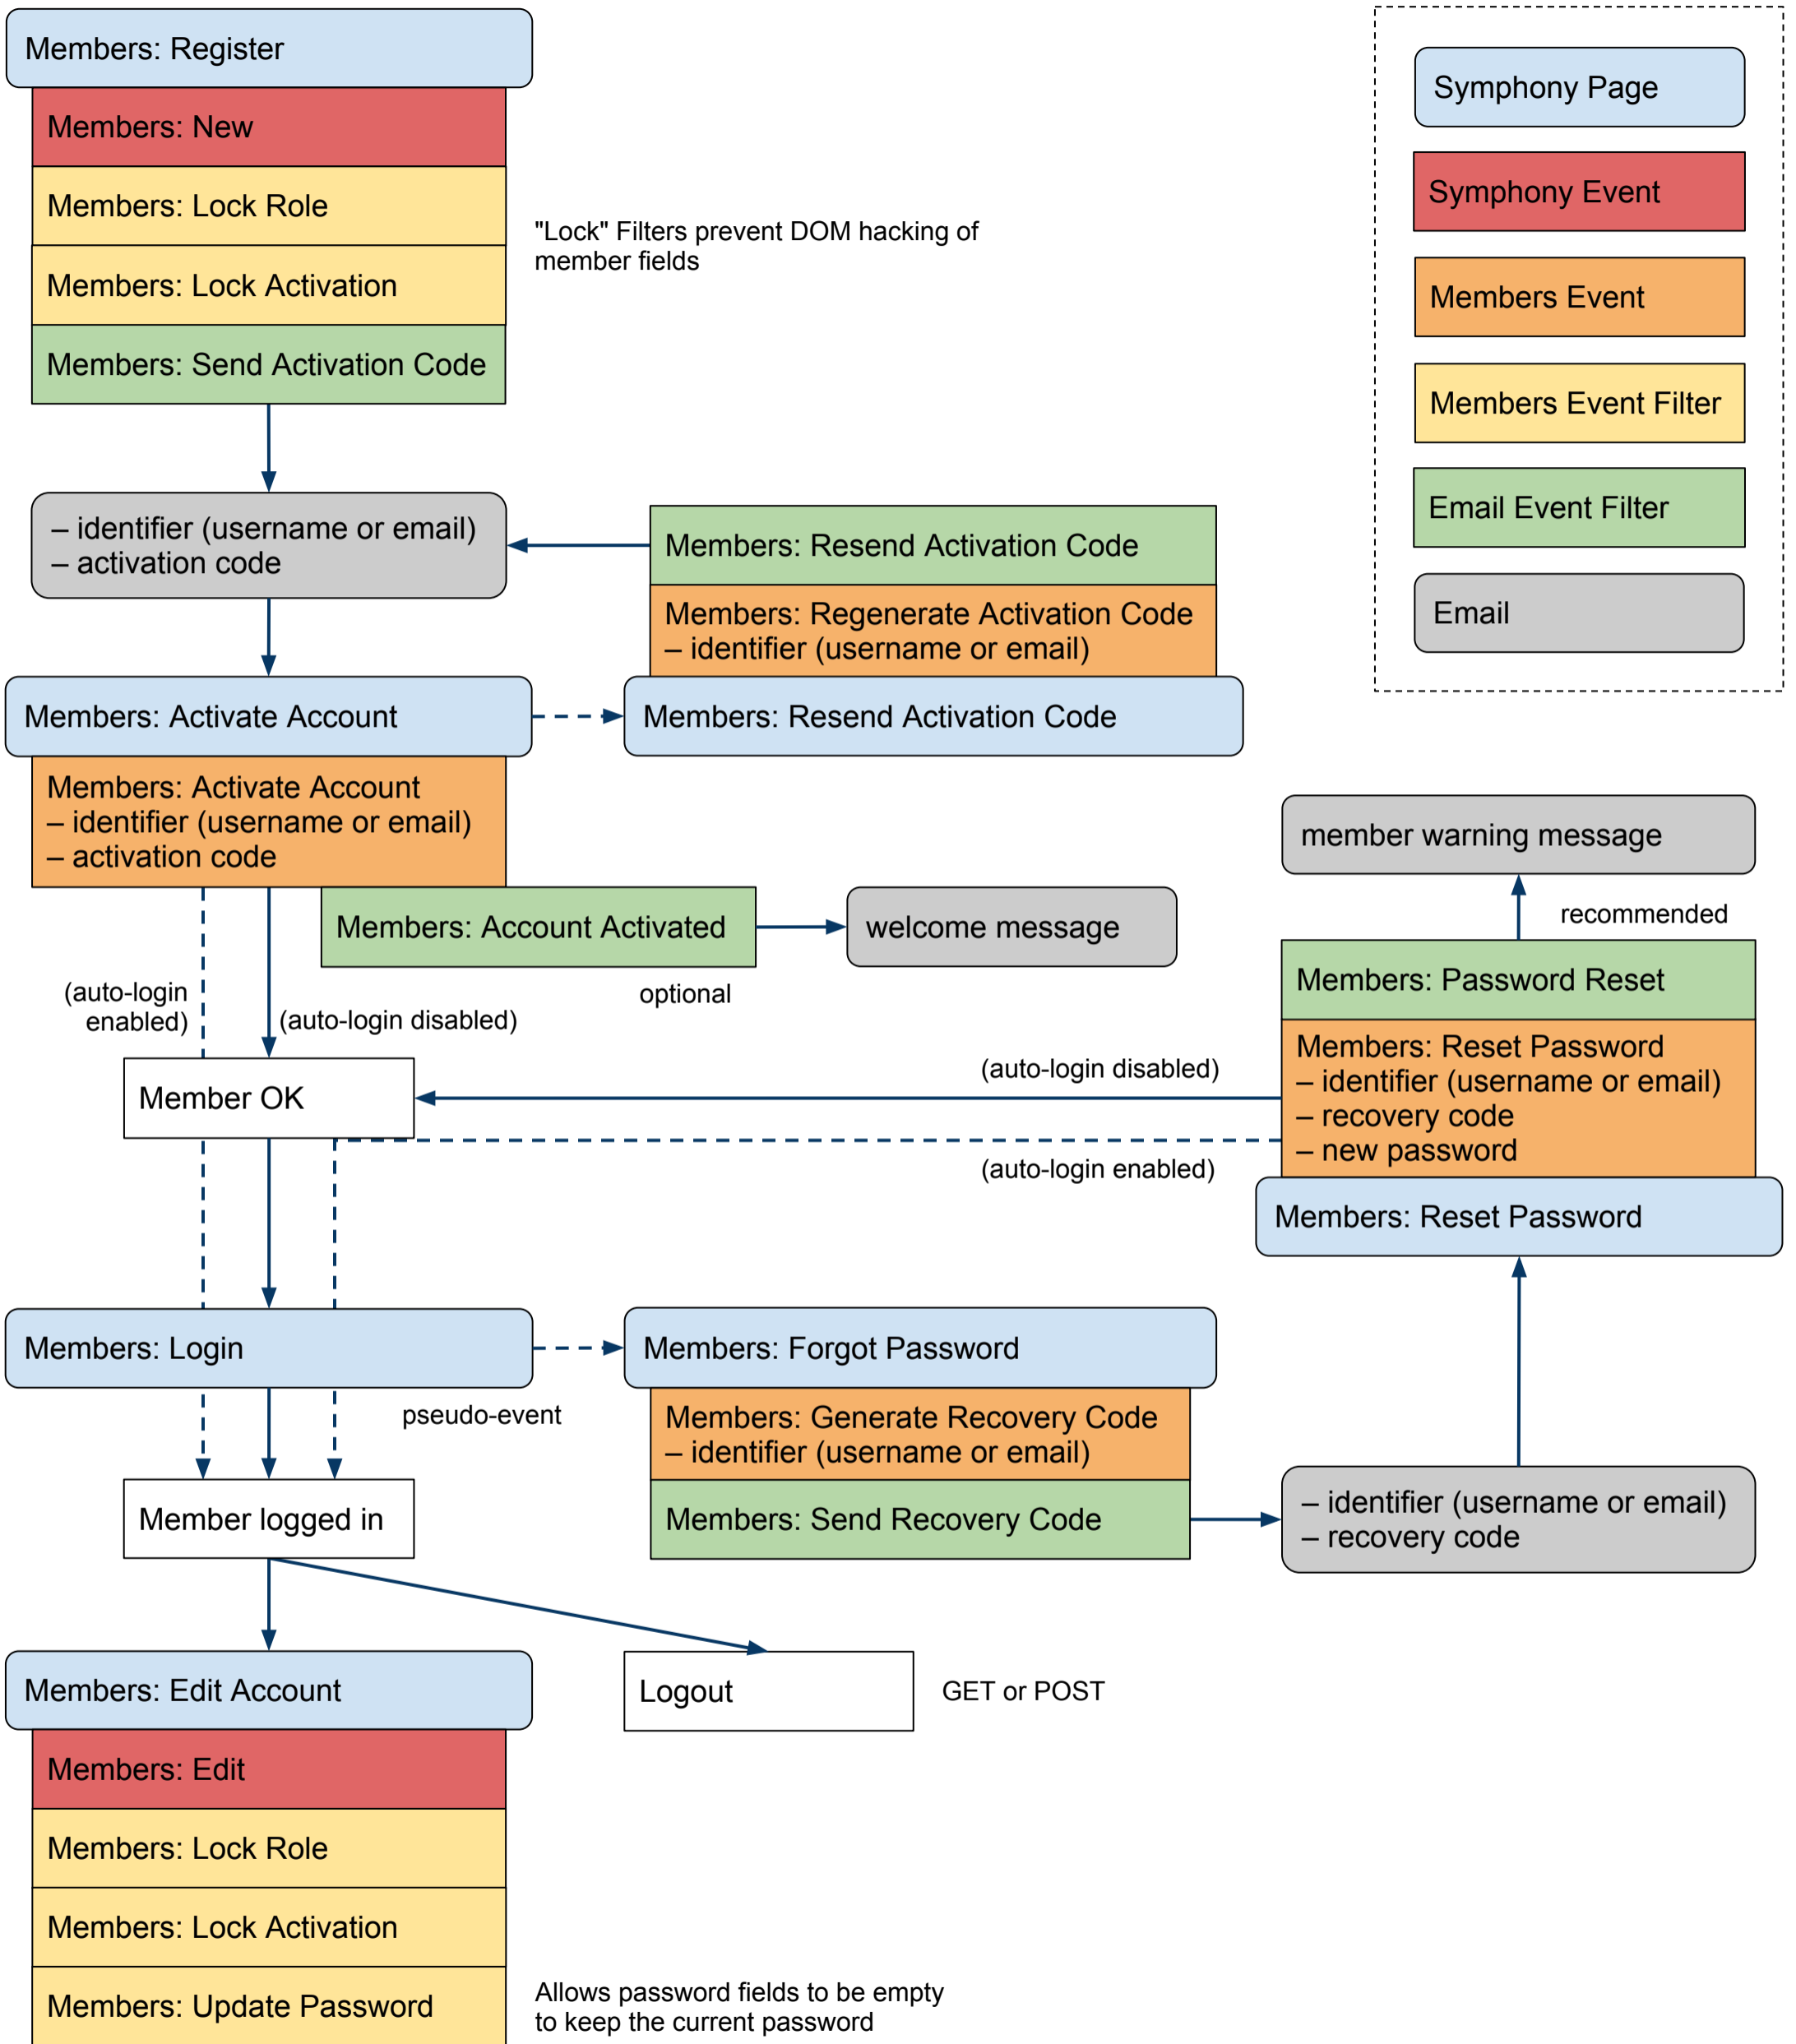 Members: Register
Members: New
Members: Lock Role
Members: Lock Activation
Members: Send Activation Code
"Lock" Filters prevent DOM hacking of
member fields
Symphony Page
Symphony Event
Members Event
Members Event Filter
Email Event Filter
Email
– identifier (username or email)
– activation code
Members: Resend Activation Code
Members: Regenerate Activation Code
– identifier (username or email)
Members: Resend Activation Code
Members: Activate Account
Members: Activate Account
– identifier (username or email)
– activation code
Members: Account Activated
optional
welcome message
(auto-login
enabled)
(auto-login disabled)
member warning message
recommended
Members: Password Reset
Members: Reset Password
– identifier (username or email)
– recovery code
– new password
Members: Reset Password
(auto-login disabled)
(auto-login enabled)
Member OK
Members: Login
pseudo-event
Members: Forgot Password
Members: Generate Recovery Code
– identifier (username or email)
Members: Send Recovery Code
– identifier (username or email)
– recovery code
Member logged in
Members: Edit Account
Logout
GET or POST
Members: Edit
Members: Lock Role
Members: Lock Activation
Members: Update Password
Allows password fields to be empty
to keep the current password